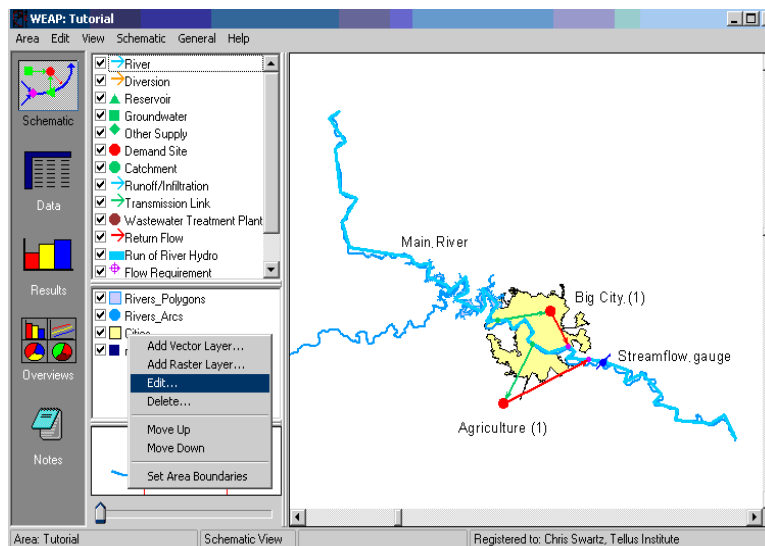 WEAP: Tutorial
Area Edit View Schematic General Help
Schematic
Data
Results
Overviews
Notes
River
Diversion
Reservoir
Groundwater
Other Supply
Demand Site
Catchment
Runoff/Infiltration
Transmission Link
Wastewater Treatment Plant
Return Flow
Run of River Hydro
Flow Requirement
Rivers_Polygons
Rivers_Arcs
Cities
Add Vector Layer...
Add Raster Layer...
Edit...
Delete...
Move Up
Move Down
Set Area Boundaries
Main River
Big City (1)
Streamflow gauge
Agriculture (1)
Area: Tutorial
Schematic View
Registered to: Chris Swartz, Tellus Institute